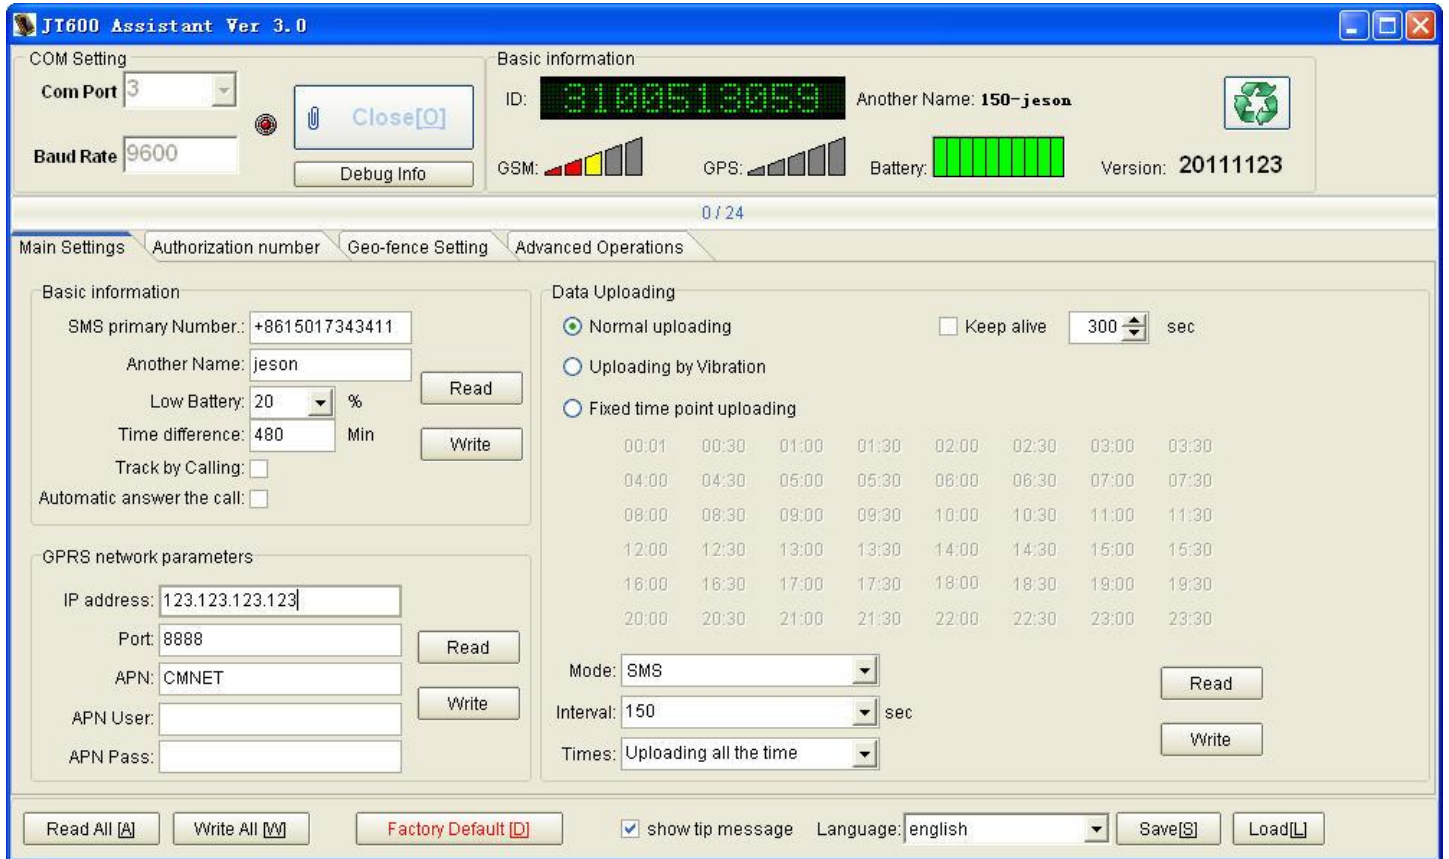 JT600 Assistant Ver 3.0
COM Setting
Com Port 3
Baud Rate 9600
Close[O]
Debug Info
Basic information
ID: 3100513059
Another Name: 150-jeson
GSM:
GPS:
Battery:
Version: 20111123
0 / 24
Main Settings
Authorization number
Geo-fence Setting
Advanced Operations
Basic information
SMS primary Number.: +8615017343411
Another Name: jeson
Low Battery: 20 %
Time difference: 480 Min
Track by Calling:
Automatic answer the call:
Read
Write
GPRS network parameters
IP address: 123.123.123.123
Port: 8888
APN: CMNET
APN User:
APN Pass:
Read
Write
Data Uploading
Normal uploading
Keep alive 300 sec
Uploading by Vibration
Fixed time point uploading
00:01 00:30 01:00 01:30 02:00 02:30 03:00 03:30
04:00 04:30 05:00 05:30 06:00 06:30 07:00 07:30
08:00 08:30 09:00 09:30 10:00 10:30 11:00 11:30
12:00 12:30 13:00 13:30 14:00 14:30 15:00 15:30
16:00 16:30 17:00 17:30 18:00 18:30 19:00 19:30
20:00 20:30 21:00 21:30 22:00 22:30 23:00 23:30
Mode: SMS
Interval: 150 sec
Times: Uploading all the time
Read
Write
Read All [A]
Write All [W]
Factory Default [D]
show tip message
Language: english
Save[S]
Load[L]